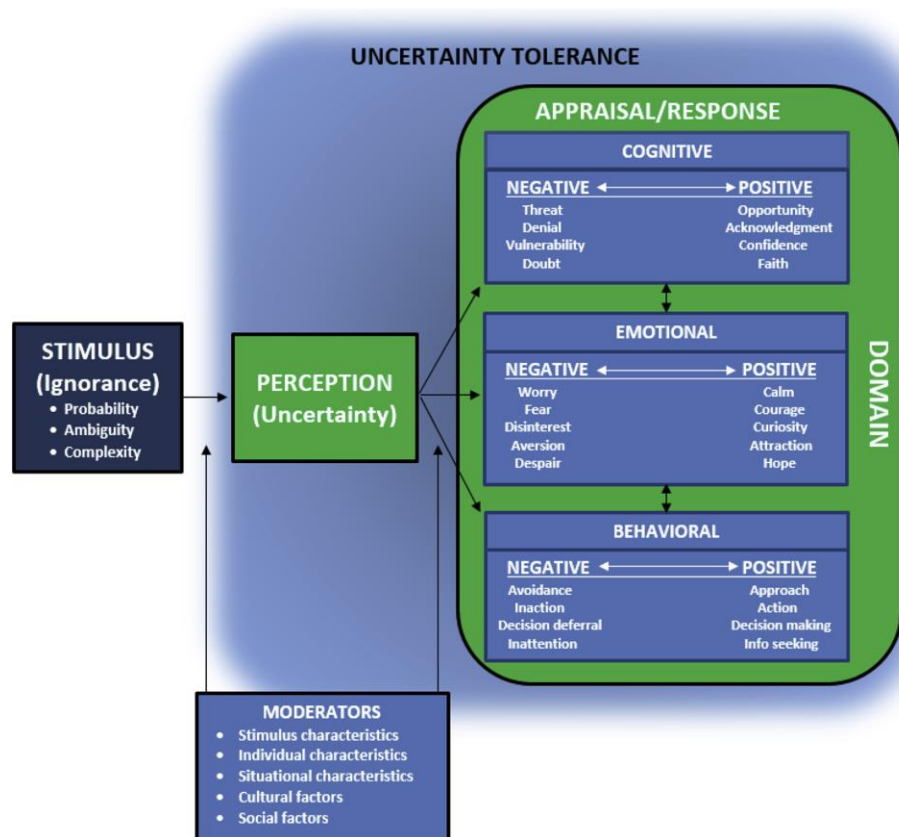 UNCERTAINTY TOLERANCE
APPRAISAL/RESPONSE
COGNITIVE
NEGATIVE POSITIVE
Threat Opportunity
Denial Acknowledgment
Vulnerability Confidence
Doubt Faith
STIMULUS
(Ignorance)
• Probability
• Ambiguity
• Complexity
PERCEPTION
(Uncertainty)
EMOTIONAL
NEGATIVE POSITIVE
Worry Calm
Fear Courage
Disinterest Curiosity
Aversion Attraction
Despair Hope
DOMAIN
BEHAVIORAL
NEGATIVE POSITIVE
Avoidance Approach
Inaction Action
Decision deferral Decision making
Inattention Info seeking
MODERATORS
• Stimulus characteristics
• Individual characteristics
• Situational characteristics
• Cultural factors
• Social factors